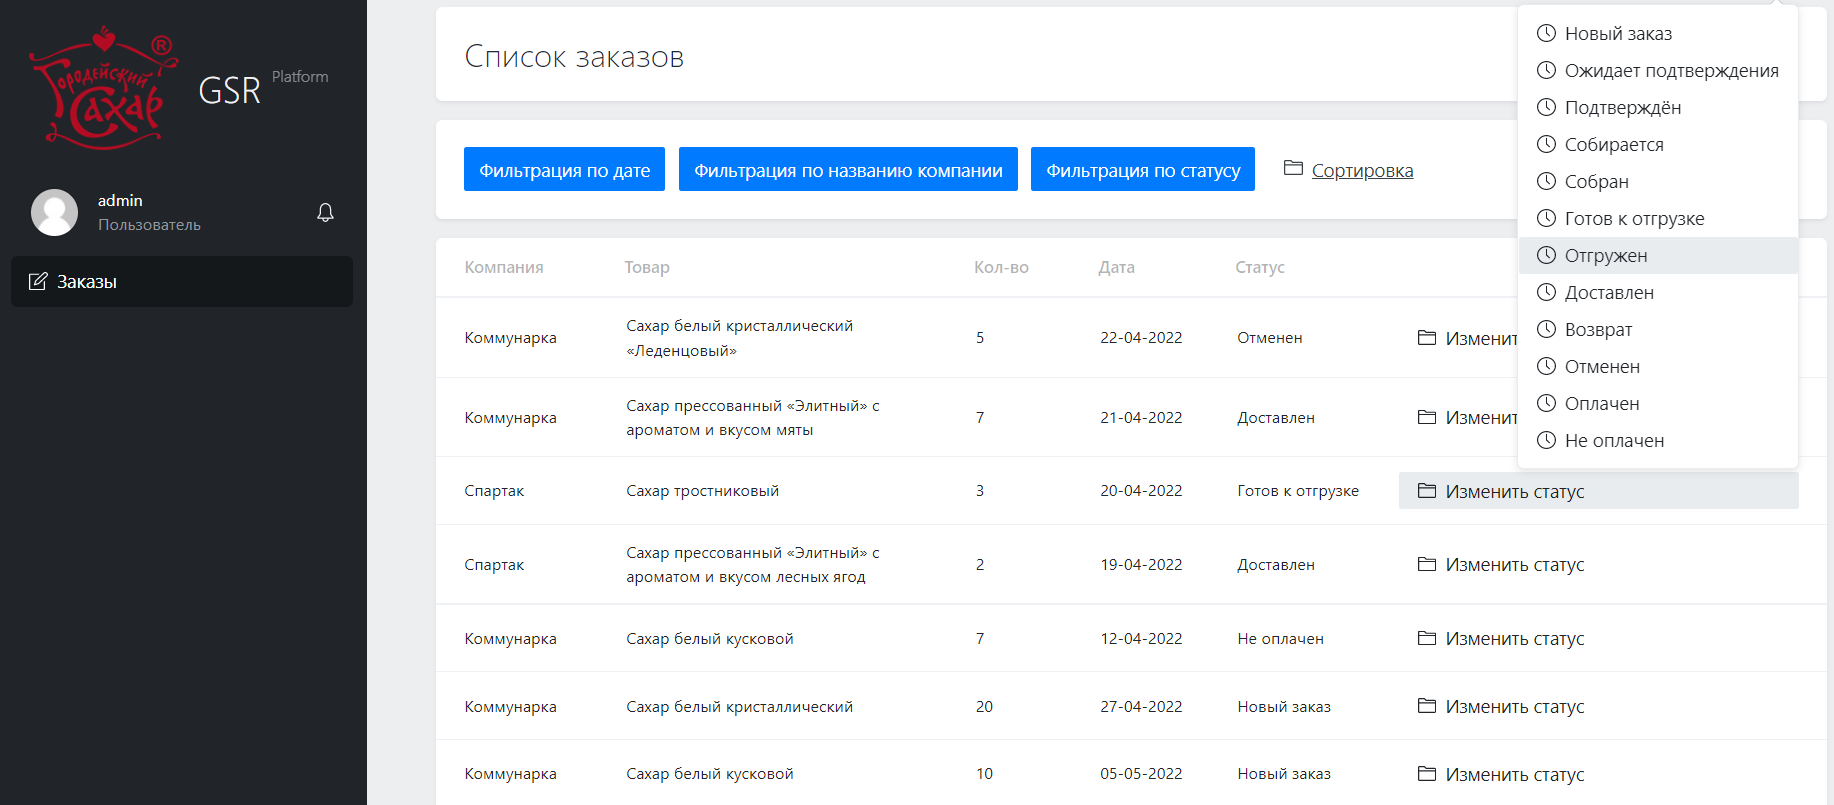 Городейский
Сахар ®
GSR Platform
admin
Пользователь
Заказы
Список заказов
Фильтрация по дате
Фильтрация по названию компании
Фильтрация по статусу
Сортировка
Новый заказ
Ожидает подтверждения
Подтверждён
Собирается
Собран
Готов к отгрузке
Отгружен
Доставлен
Возврат
Отменен
Оплачен
Не оплачен
Компания Товар Кол-во Дата Статус
Коммунарка Сахар белый кристаллический 5 22-04-2022 Отменен Изменит
«Леденцовый»
Коммунарка Сахар прессованный «Элитный» с 7 21-04-2022 Доставлен Изменит
ароматом и вкусом мяты
Спартак Сахар тростниковый 3 20-04-2022 Готов к отгрузке Изменить статус
Спартак Сахар прессованный «Элитный» с 2 19-04-2022 Доставлен Изменить статус
ароматом и вкусом лесных ягод
Коммунарка Сахар белый кусковой 7 12-04-2022 Не оплачен Изменить статус
Коммунарка Сахар белый кристаллический 20 27-04-2022 Новый заказ Изменить статус
Коммунарка Сахар белый кусковой 10 05-05-2022 Новый заказ Изменить статус